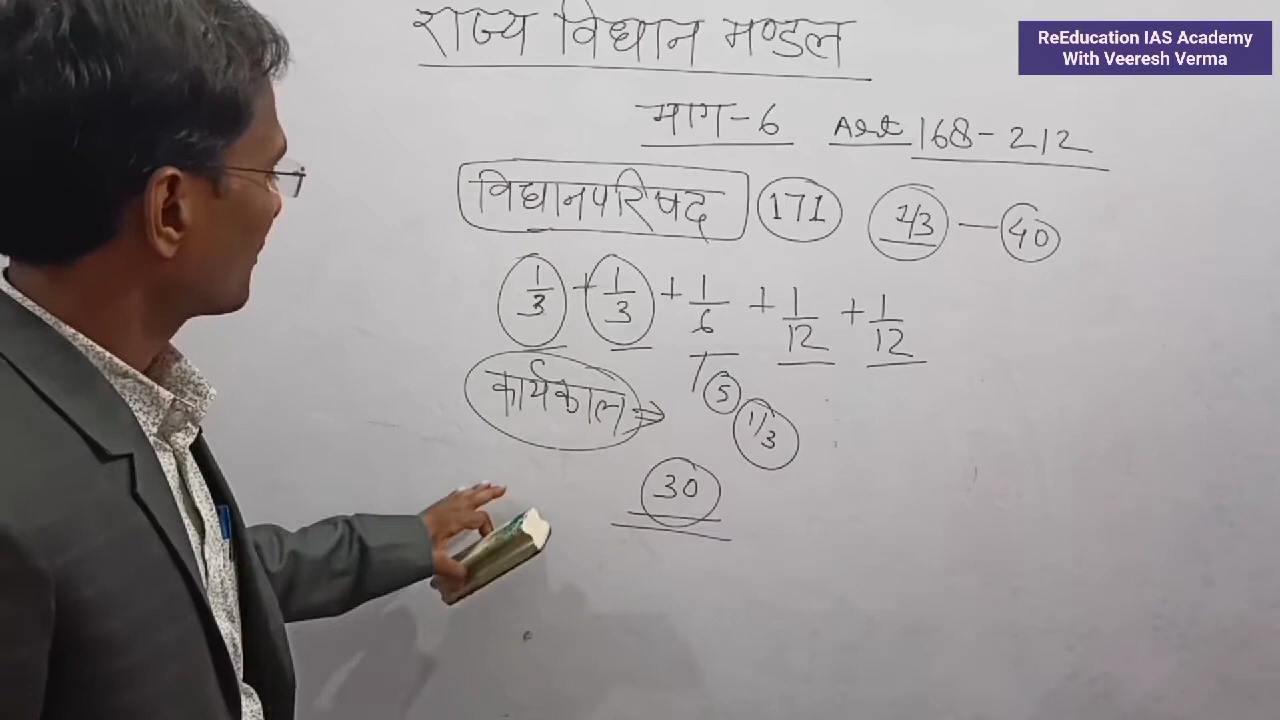 राज्य विधान मण्डल
ReEducation IAS Academy
With Veeresh Verma
भाग-6 Art 168-212
विधानपरिषद 171 1/3 - 40
1/3 + 1/3 + 1/6 + 1/12 + 1/12
कार्यकाल ⇒ T 5 1/3
30